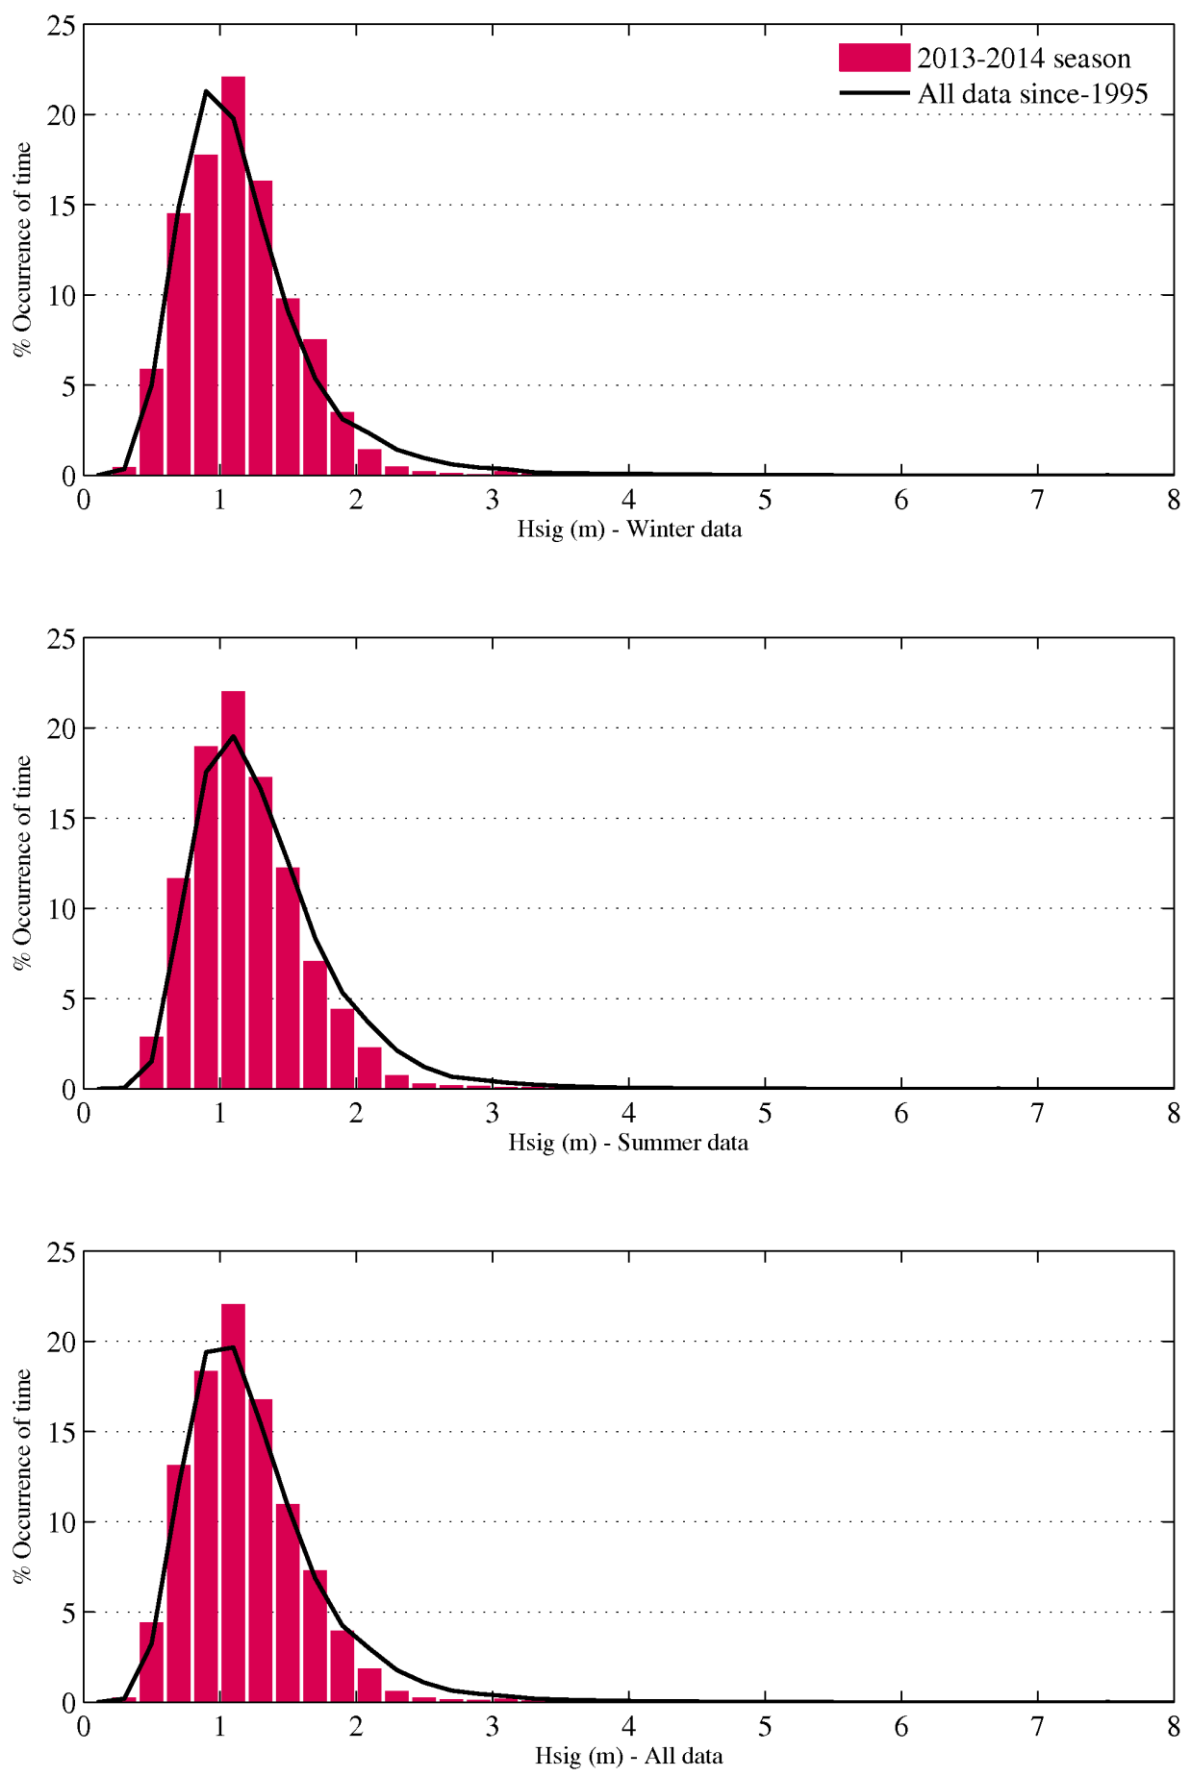 25
20
15
10
5
0
% Occurrence of time
2013-2014 season
All data since-1995
0 1 2 3 4 5 6 7 8
Hsig (m) - Winter data
25
20
15
10
5
0
% Occurrence of time
0 1 2 3 4 5 6 7 8
Hsig (m) - Summer data
25
20
15
10
5
0
% Occurrence of time
0 1 2 3 4 5 6 7 8
Hsig (m) - All data